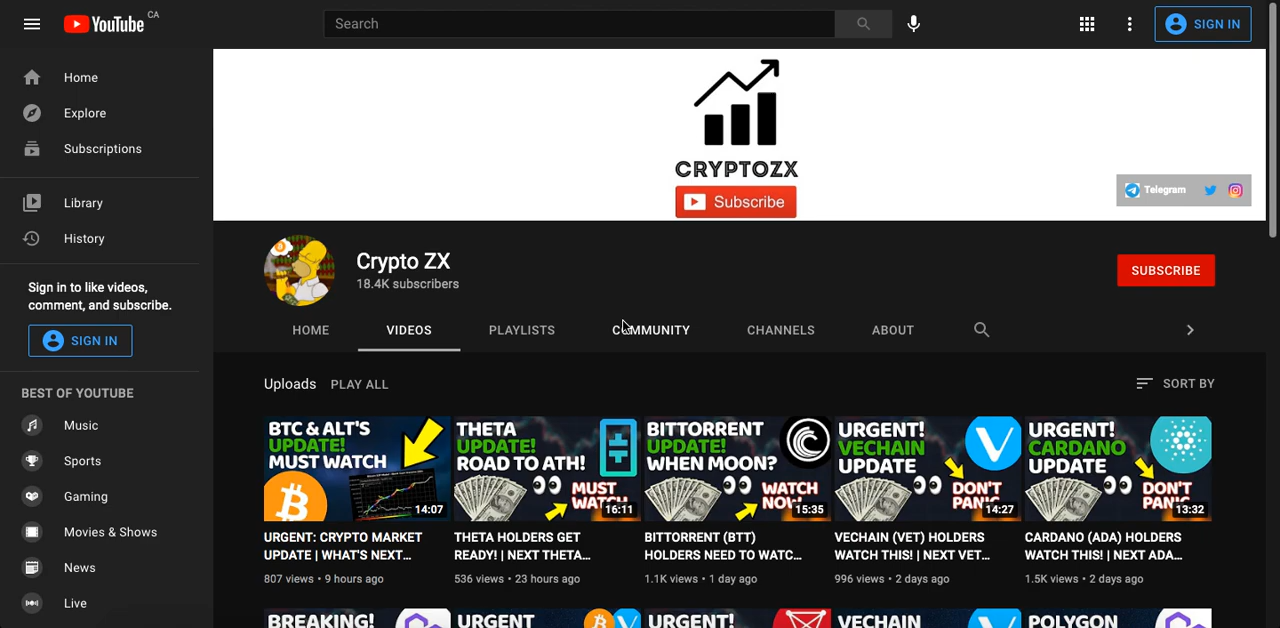 YouTube CA
Search
SIGN IN
Home
Explore
Subscriptions
Library
History
Sign in to like videos,
comment, and subscribe.
SIGN IN
BEST OF YOUTUBE
Music
Sports
Gaming
Movies & Shows
News
Live
CRYPTOZX
Subscribe
Telegram
Crypto ZX
18.4K subscribers
SUBSCRIBE
HOME VIDEOS PLAYLISTS COMMUNITY CHANNELS ABOUT
Uploads PLAY ALL SORT BY
BTC & ALT'S
UPDATE!
MUST WATCH
14:07
URGENT: CRYPTO MARKET
UPDATE | WHAT'S NEXT...
807 views • 9 hours ago
THETA
UPDATE!
ROAD TO ATH!
MUST
WATCH
16:11
THETA HOLDERS GET
READY! | NEXT THETA...
536 views • 23 hours ago
BITTORRENT
UPDATE!
WHEN MOON?
WATCH
NOW
15:35
BITTORRENT (BTT)
HOLDERS NEED TO WATC...
1.1K views • 1 day ago
URGENT!
VECHAIN
UPDATE
DON'T
PANIC
14:27
VECHAIN (VET) HOLDERS
WATCH THIS! | NEXT VET...
996 views • 2 days ago
URGENT!
CARDANO
UPDATE
DON'T
PANIC
13:32
CARDANO (ADA) HOLDERS
WATCH THIS! | NEXT ADA...
1.5K views • 2 days ago
BREAKING!
URGENT
URGENT!
VECHAIN
POLYGON